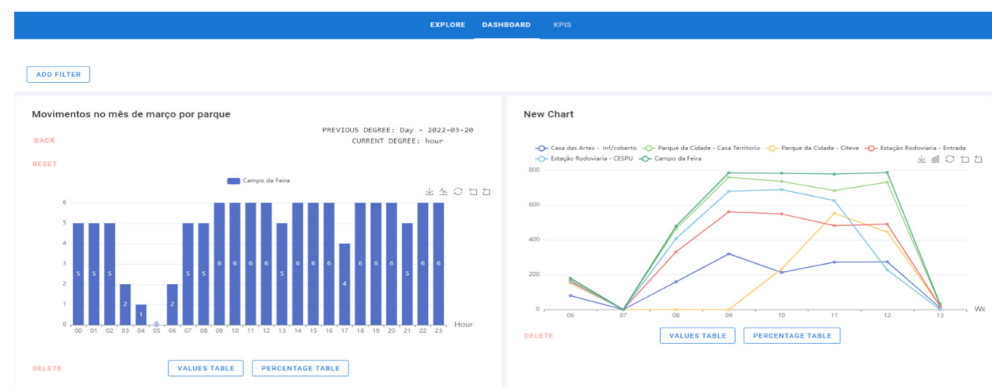 EXPLORE DASHBOARD KPIS
ADD FILTER
Movimentos no mês de março por parque
BACK
PREVIOUS DEGREE: Day - 2022-03-20
CURRENT DEGREE: hour
RESET
Campo da Feira
6
5
4
3
2
1
0
5 5 5 2 1 0 2 5 5 6 6 6 6 5 6 6 6 4 6 6 6 5 6 6
00 01 02 03 04 05 06 07 08 09 10 11 12 13 14 15 16 17 18 19 20 21 22 23 Hour
DELETE VALUES TABLE PERCENTAGE TABLE
New Chart
Casa das Artes - Inf/coberto Parque da Cidade - Casa Territorio Parque da Cidade - Citeve Estação Rodoviaria - Entrada
Estação Rodoviaria - CESPU Campo da Feira
800
600
400
200
0
06 07 08 09 10 11 12 13 We
DELETE VALUES TABLE PERCENTAGE TABLE